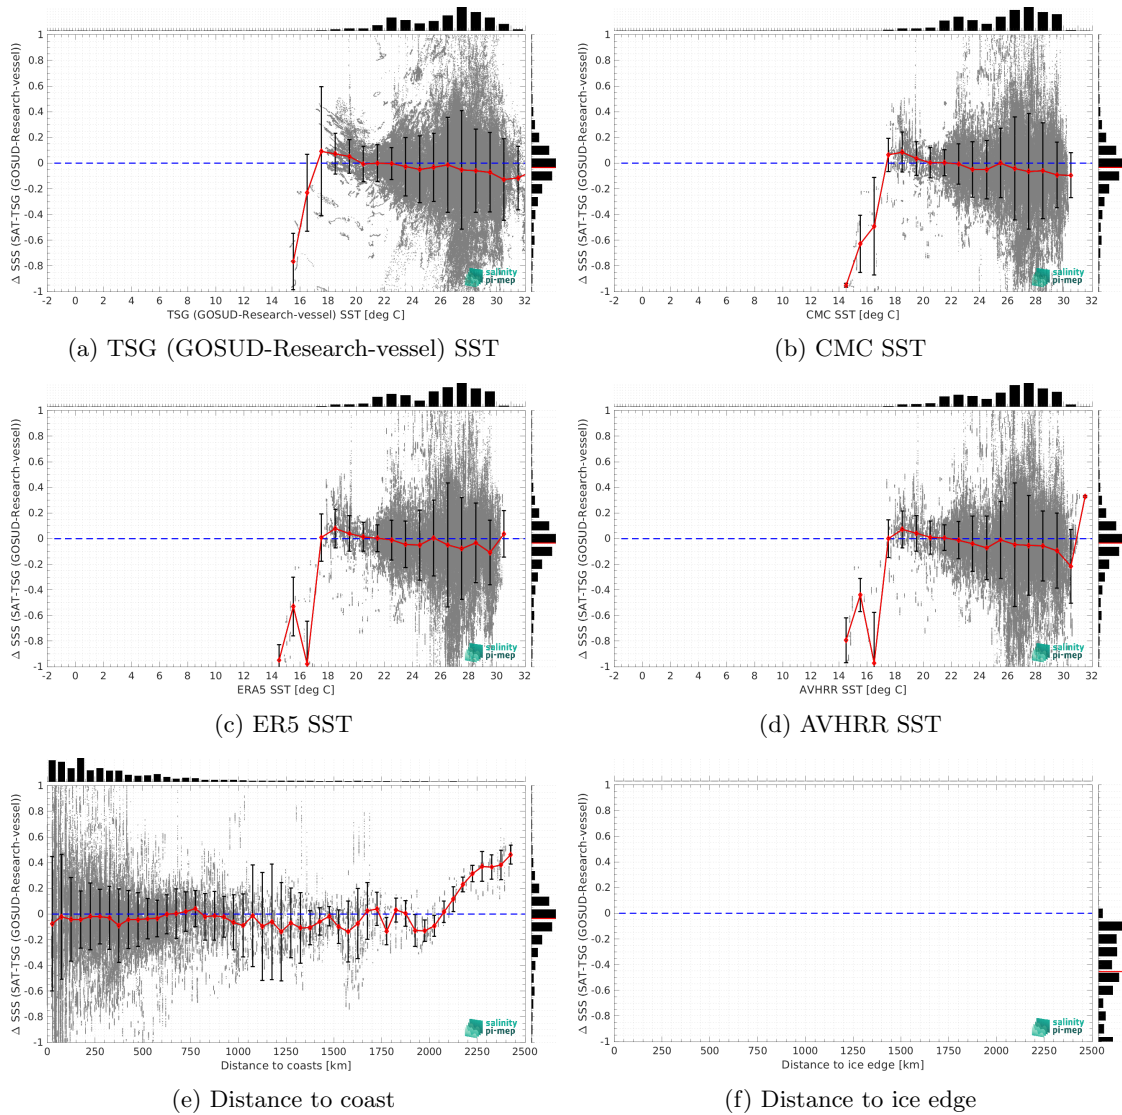 Δ SSS (SAT-TSG (GOSUD-Research-vessel))
1
0.8
0.6
0.4
0.2
0
-0.2
-0.4
-0.6
-0.8
-1
-2 0 2 4 6 8 10 12 14 16 18 20 22 24 26 28 30 32
TSG (GOSUD-Research-vessel) SST [deg C]
salinity
pi-mep
(a) TSG (GOSUD-Research-vessel) SST
Δ SSS (SAT-TSG (GOSUD-Research-vessel))
1
0.8
0.6
0.4
0.2
0
-0.2
-0.4
-0.6
-0.8
-1
-2 0 2 4 6 8 10 12 14 16 18 20 22 24 26 28 30 32
CMC SST [deg C]
salinity
pi-mep
(b) CMC SST
Δ SSS (SAT-TSG (GOSUD-Research-vessel))
1
0.8
0.6
0.4
0.2
0
-0.2
-0.4
-0.6
-0.8
-1
-2 0 2 4 6 8 10 12 14 16 18 20 22 24 26 28 30 32
ERA5 SST [deg C]
salinity
pi-mep
(c) ER5 SST
Δ SSS (SAT-TSG (GOSUD-Research-vessel))
1
0.8
0.6
0.4
0.2
0
-0.2
-0.4
-0.6
-0.8
-1
-2 0 2 4 6 8 10 12 14 16 18 20 22 24 26 28 30 32
AVHRR SST [deg C]
salinity
pi-mep
(d) AVHRR SST
Δ SSS (SAT-TSG (GOSUD-Research-vessel))
1
0.8
0.6
0.4
0.2
0
-0.2
-0.4
-0.6
-0.8
-1
0 250 500 750 1000 1250 1500 1750 2000 2250 2500
Distance to coasts [km]
salinity
pi-mep
(e) Distance to coast
Δ SSS (SAT-TSG (GOSUD-Research-vessel))
1
0.8
0.6
0.4
0.2
0
-0.2
-0.4
-0.6
-0.8
-1
0 250 500 750 1000 1250 1500 1750 2000 2250 2500
Distance to ice edge [km]
salinity
pi-mep
(f) Distance to ice edge